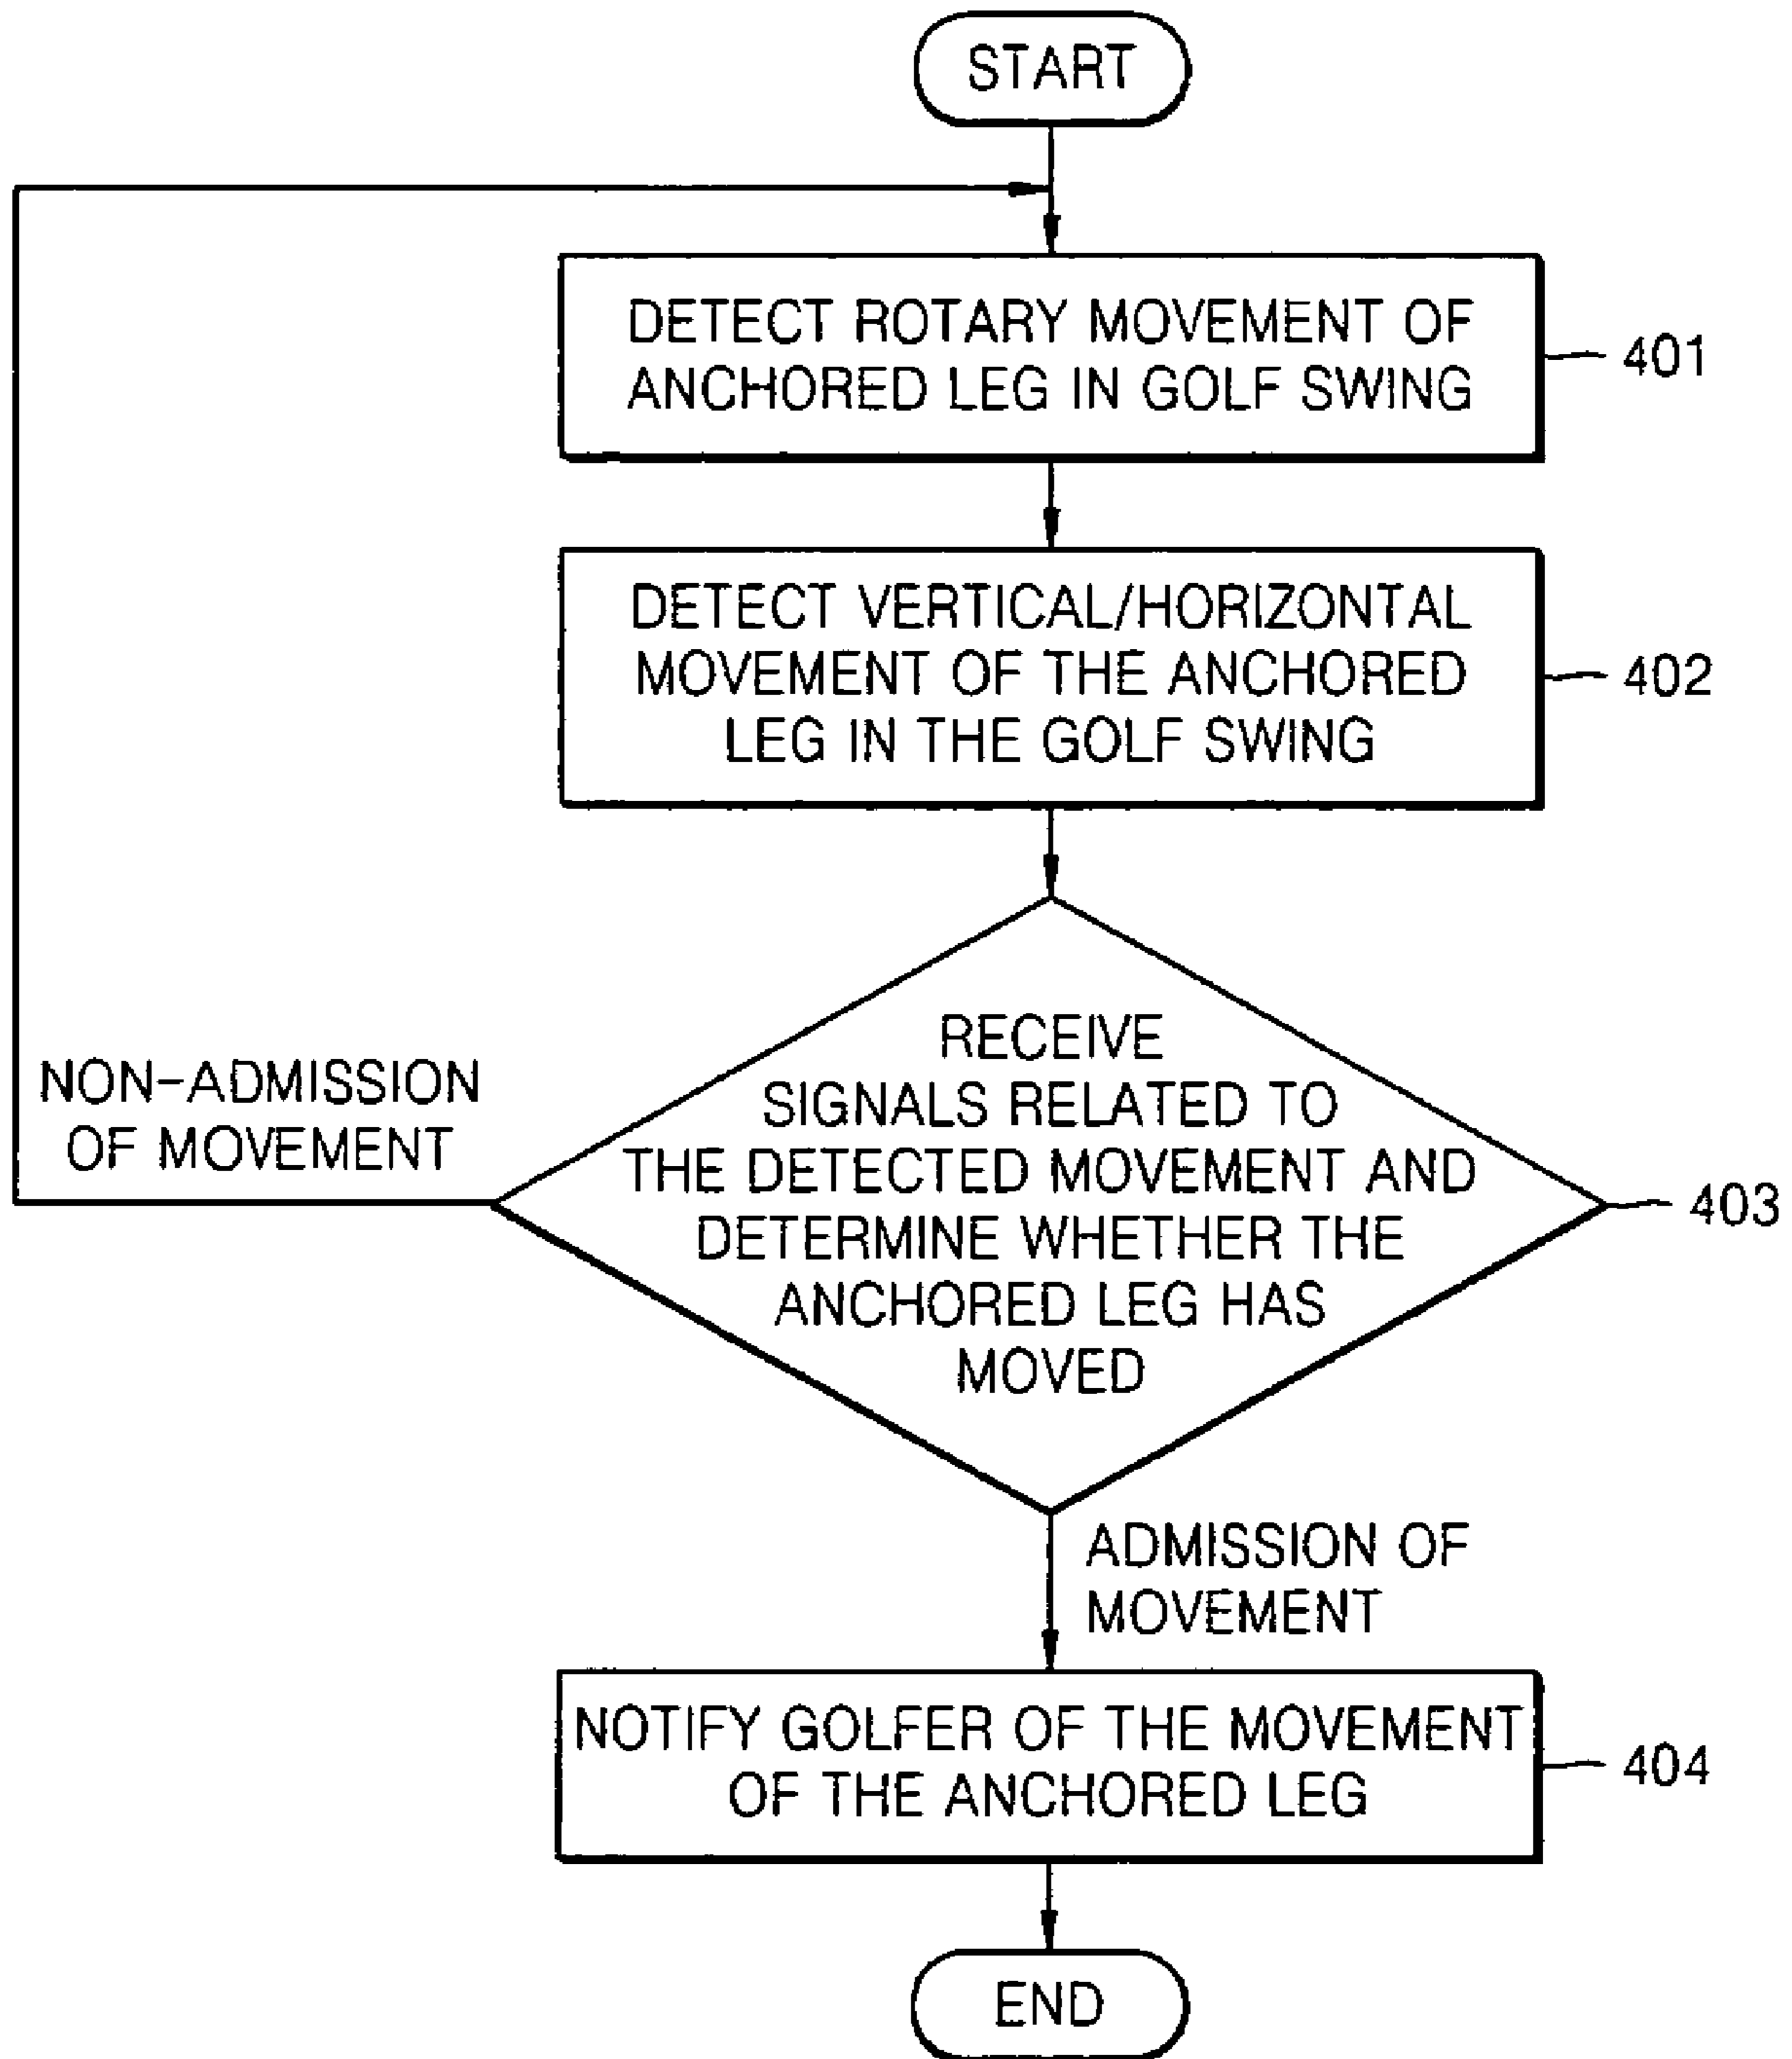 START
DETECT ROTARY MOVEMENT OF
ANCHORED LEG IN GOLF SWING
401
DETECT VERTICAL/HORIZONTAL
MOVEMENT OF THE ANCHORED
LEG IN THE GOLF SWING
402
RECEIVE
SIGNALS RELATED TO
THE DETECTED MOVEMENT AND
DETERMINE WHETHER THE
ANCHORED LEG HAS
MOVED
403
NON-ADMISSION
OF MOVEMENT
ADMISSION OF
MOVEMENT
NOTIFY GOLFER OF THE MOVEMENT
OF THE ANCHORED LEG
404
END